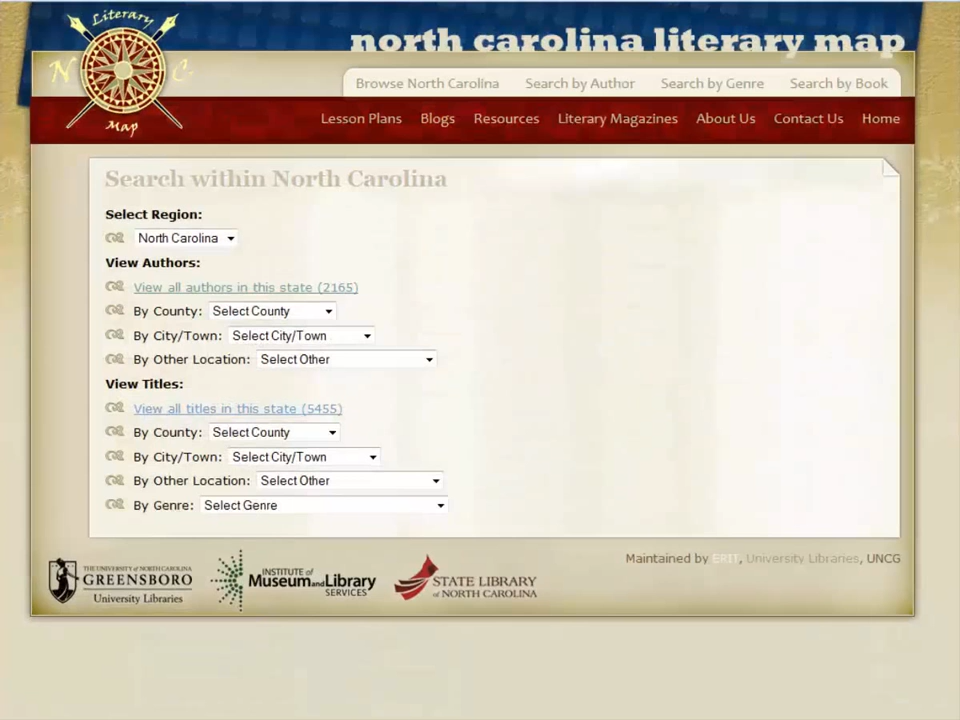 Literary
N C
Map
north carolina literary map
Browse North Carolina Search by Author Search by Genre Search by Book
Lesson Plans Blogs Resources Literary Magazines About Us Contact Us Home
Search within North Carolina
Select Region:
North Carolina
View Authors:
View all authors in this state (2165)
By County: Select County
By City/Town: Select City/Town
By Other Location: Select Other
View Titles:
View all titles in this state (5455)
By County: Select County
By City/Town: Select City/Town
By Other Location: Select Other
By Genre: Select Genre
Maintained by ERIT, University Libraries, UNCG
THE UNIVERSITY of NORTH CAROLINA
GREENSBORO
University Libraries
INSTITUTE of
Museum and Library
SERVICES
STATE LIBRARY
OF NORTH CAROLINA